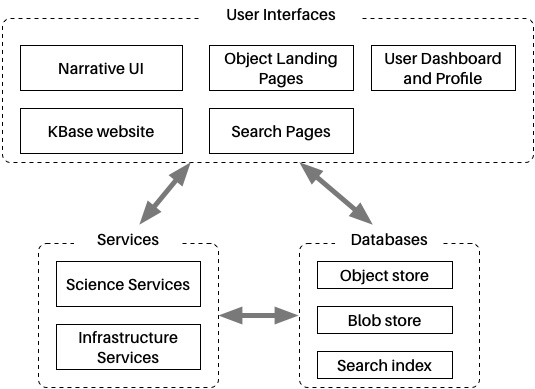 User Interfaces
Narrative UI
Object Landing
Pages
User Dashboard
and Profile
KBase website
Search Pages
Services
Science Services
Infrastructure
Services
Databases
Object store
Blob store
Search index